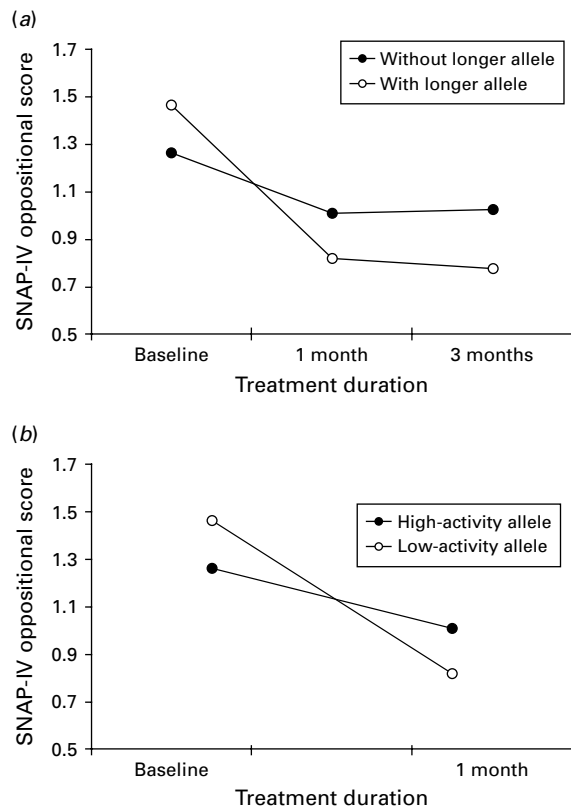 (a)
1.7
1.5
1.3
1.1
0.9
0.7
0.5
SNAP-IV oppositional score
Without longer allele
With longer allele
Baseline 1 month 3 months
Treatment duration
(b)
1.7
1.5
1.3
1.1
0.9
0.7
0.5
SNAP-IV oppositional score
High-activity allele
Low-activity allele
Baseline 1 month
Treatment duration